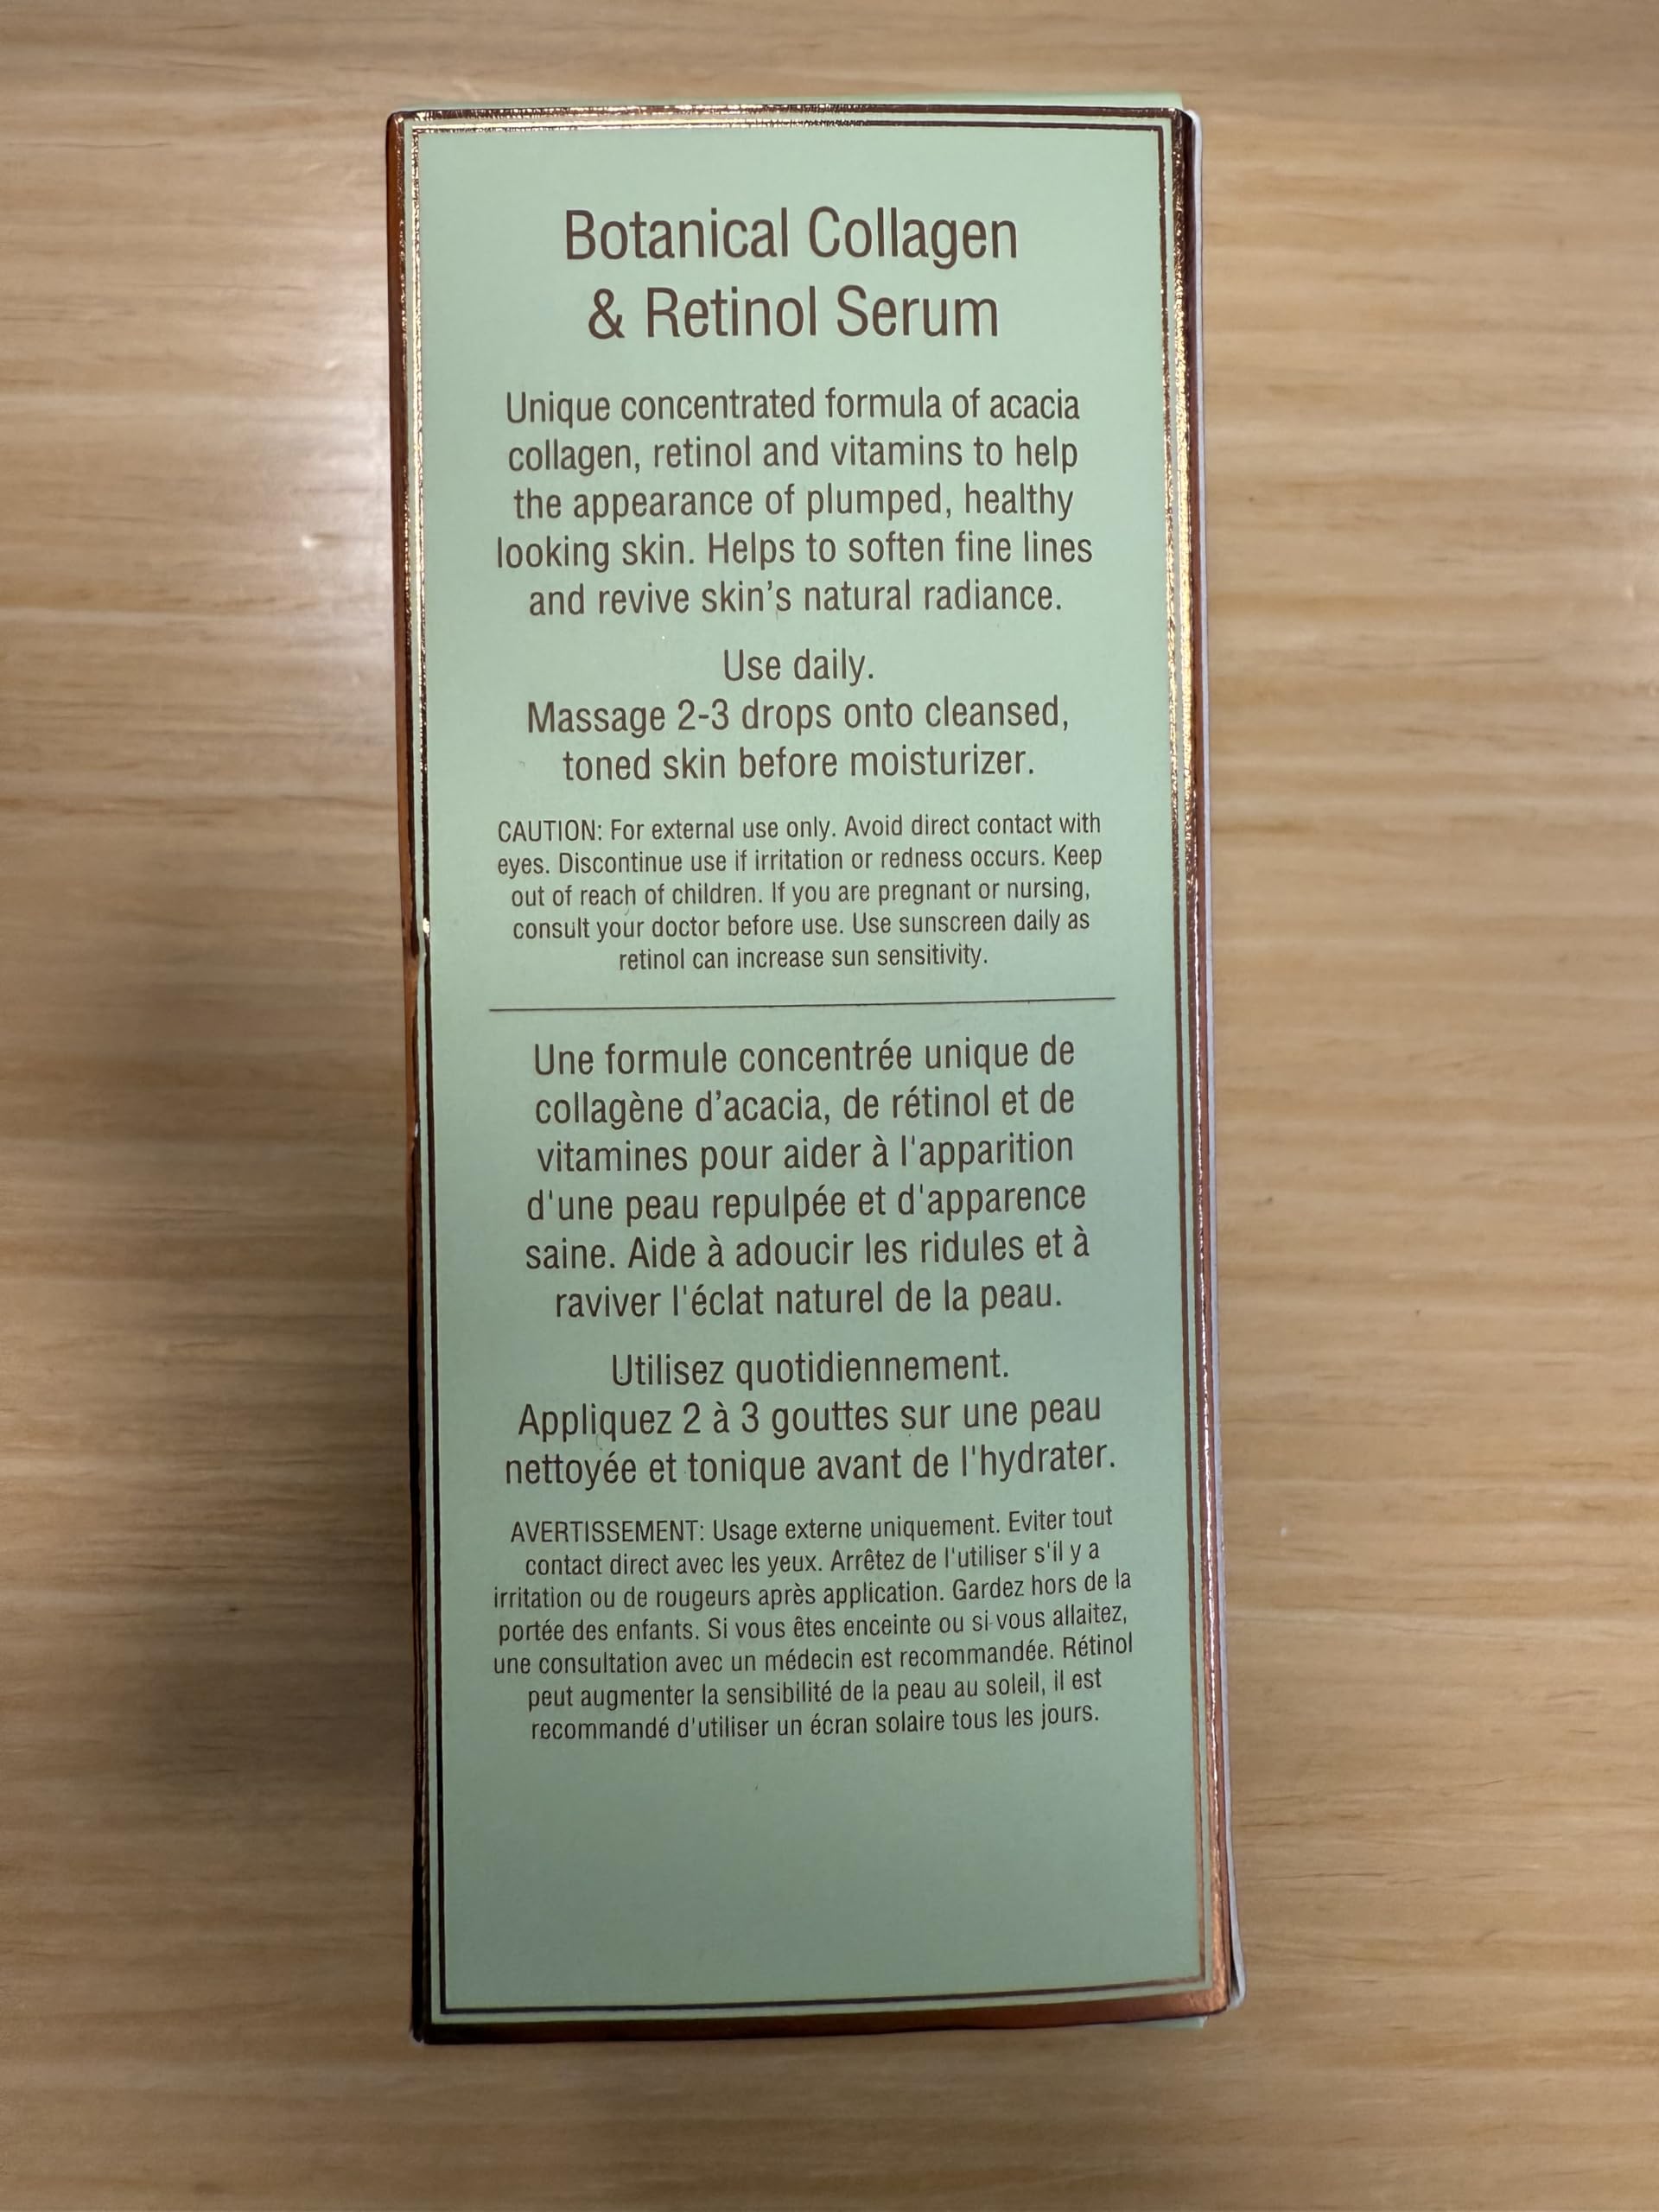 Botanical Collagen
& Retinol Serum
Unique concentrated formula of acacia
collagen, retinol and vitamins to help
the appearance of plumped, healthy
looking skin. Helps to soften fine lines
and revive skin’s natural radiance.
Use daily.
Massage 2-3 drops onto cleansed,
toned skin before moisturizer.
CAUTION: For external use only. Avoid direct contact with
eyes. Discontinue use if irritation or redness occurs. Keep
out of reach of children. If you are pregnant or nursing,
consult your doctor before use. Use sunscreen daily as
retinol can increase sun sensitivity.
Une formule concentrée unique de
collagène d’acacia, de rétinol et de
vitamines pour aider à l'apparition
d'une peau repulpée et d'apparence
saine. Aide à adoucir les ridules et à
raviver l'éclat naturel de la peau.
Utilisez quotidiennement.
Appliquez 2 à 3 gouttes sur une peau
nettoyée et tonique avant de l'hydrater.
AVERTISSEMENT: Usage externe uniquement. Eviter tout
contact direct avec les yeux. Arrêtez de l'utiliser s'il y a
irritation ou de rougeurs après application. Gardez hors de la
portée des enfants. Si vous êtes enceinte ou si vous allaitez,
une consultation avec un médecin est recommandée. Rétinol
peut augmenter la sensibilité de la peau au soleil, il est
recommandé d'utiliser un écran solaire tous les jours.